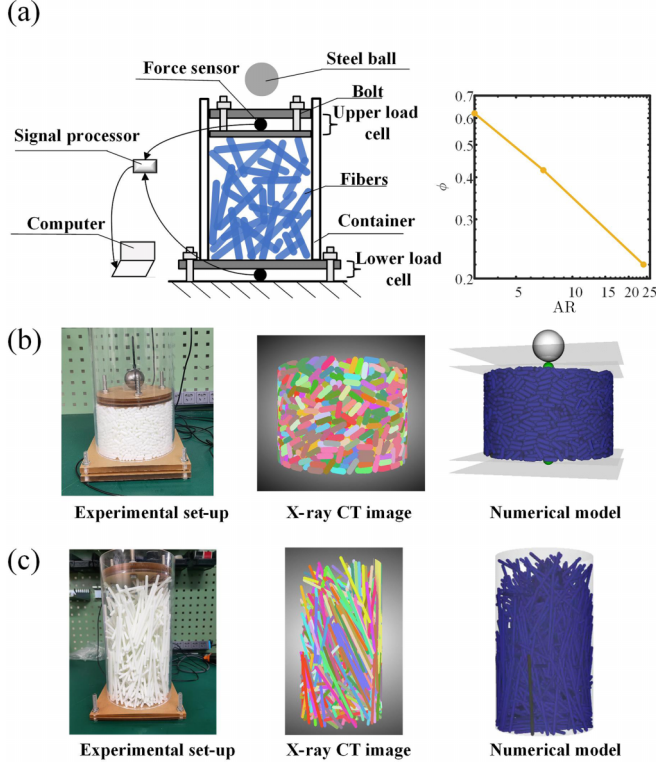 (a)
Steel ball
Force sensor
Bolt
Upper load
cell
Signal processor
Fibers
Computer
Container
Lower load
cell
0.7
0.6
0.5
0.4
0.3
0.2
ϕ
5 10 15 20 25
AR
(b)
Experimental set-up X-ray CT image Numerical model
(c)
Experimental set-up X-ray CT image Numerical model